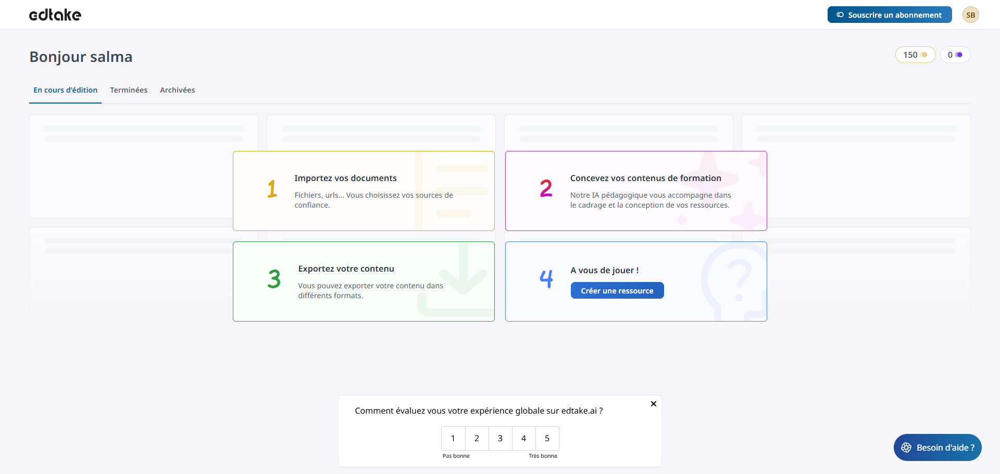 edtake
Souscrire un abonnement
SB
Bonjour salma
150
0
En cours d'édition
Terminées
Archivées
1
Importez vos documents
Fichiers, urls... Vous choisissez vos sources de
confiance.
2
Concevez vos contenus de formation
Notre IA pédagogique vous accompagne dans
le cadrage et la conception de vos ressources.
3
Exportez votre contenu
Vous pouvez exporter votre contenu dans
différents formats.
4
A vous de jouer !
Créer une ressource
Comment évaluez vous votre expérience globale sur edtake.ai ?
1
2
3
4
5
Pas bonne
Très bonne
Besoin d'aide ?